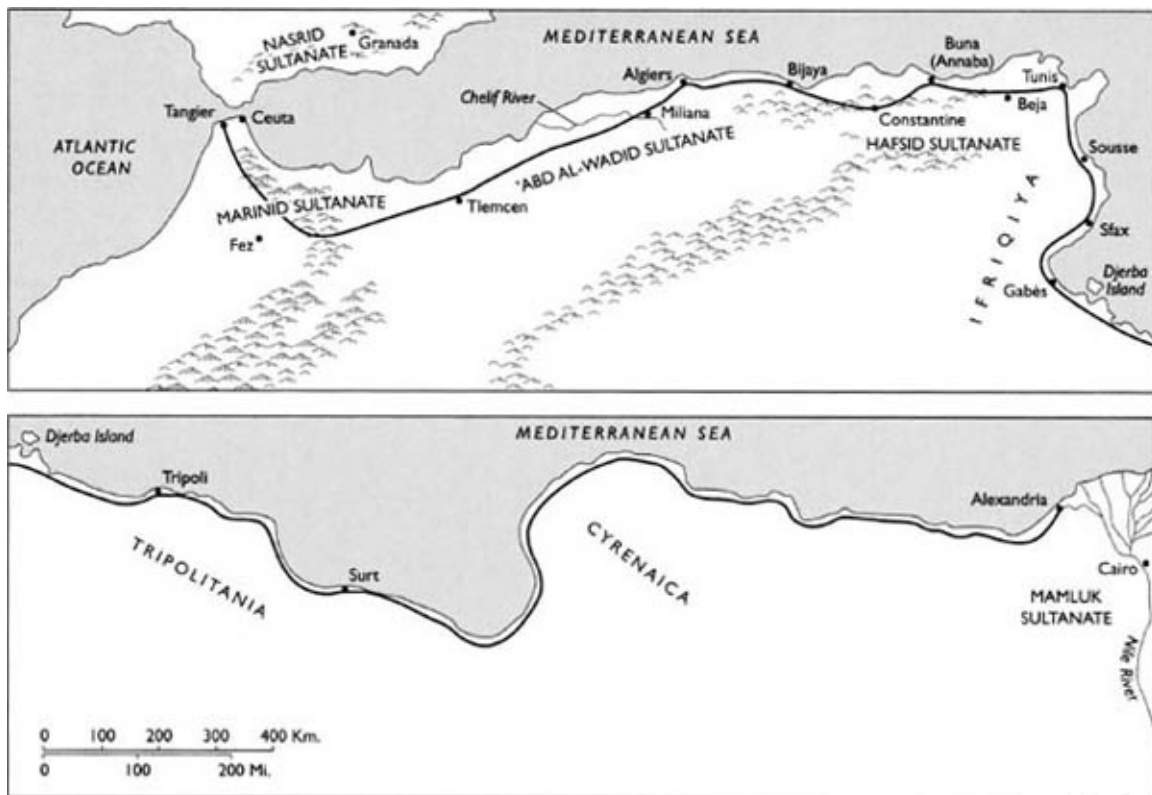 NASRID
SULTANATE
Granada
MEDITERRANEAN SEA
Buna
(Annaba)
Algiers
Bijaya
Tunis
Chelif River
Tangier
Ceuta
Miliana
Beja
Constantine
ATLANTIC
OCEAN
'ABD AL-WADID SULTANATE
HAFSID SULTANATE
Sousse
MARINID SULTANATE
Tlemcen
Fez
IFRIQIYA
Sfax
Djerba
Island
Gabès
Djerba Island
MEDITERRANEAN SEA
Tripoli
Alexandria
TRIPOLITANIA
CYRENAICA
Surt
Cairo
MAMLUK
SULTANATE
Nile River
0 100 200 300 400 Km.
0 100 200 Mi.